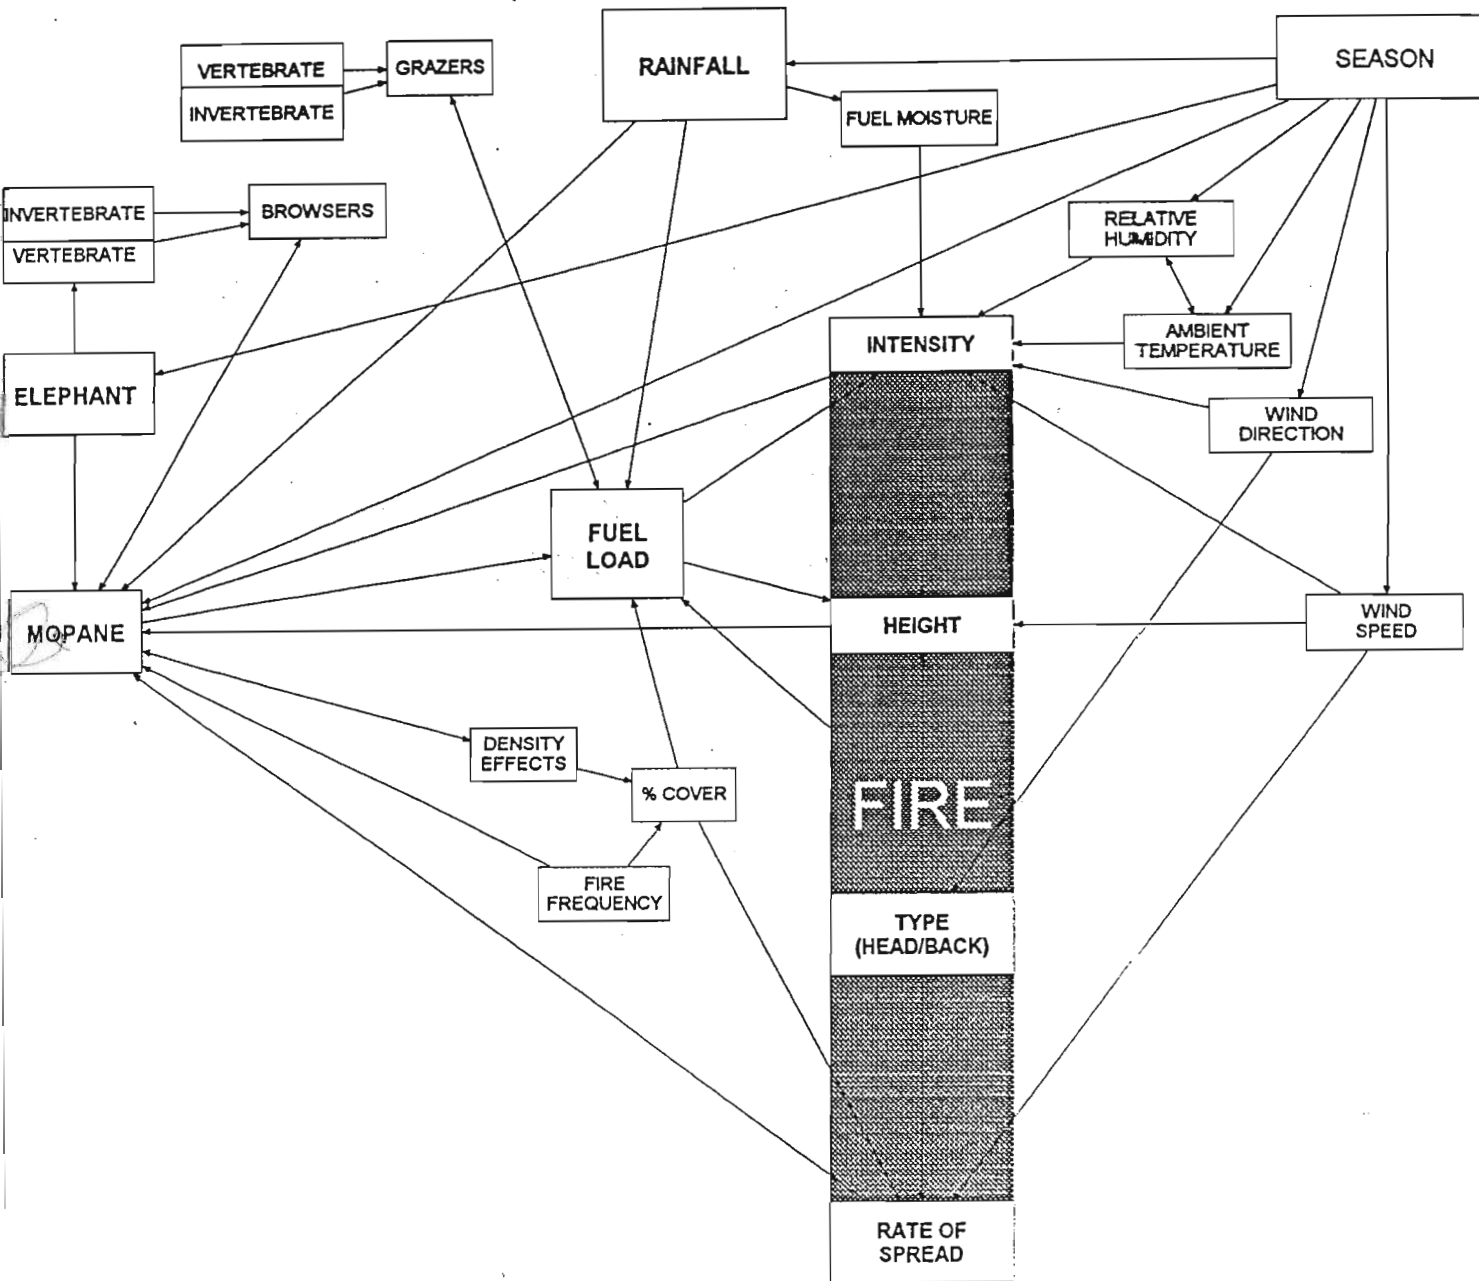 VERTEBRATE
INVERTEBRATE
GRAZERS
RAINFALL
SEASON
FUEL MOISTURE
INVERTEBRATE
VERTEBRATE
BROWSERS
RELATIVE
HUMIDITY
INTENSITY
AMBIENT
TEMPERATURE
ELEPHANT
WIND
DIRECTION
FUEL
LOAD
MOPANE
HEIGHT
WIND
SPEED
DENSITY
EFFECTS
% COVER
FIRE
FIRE
FREQUENCY
TYPE
(HEAD/BACK)
RATE OF
SPREAD